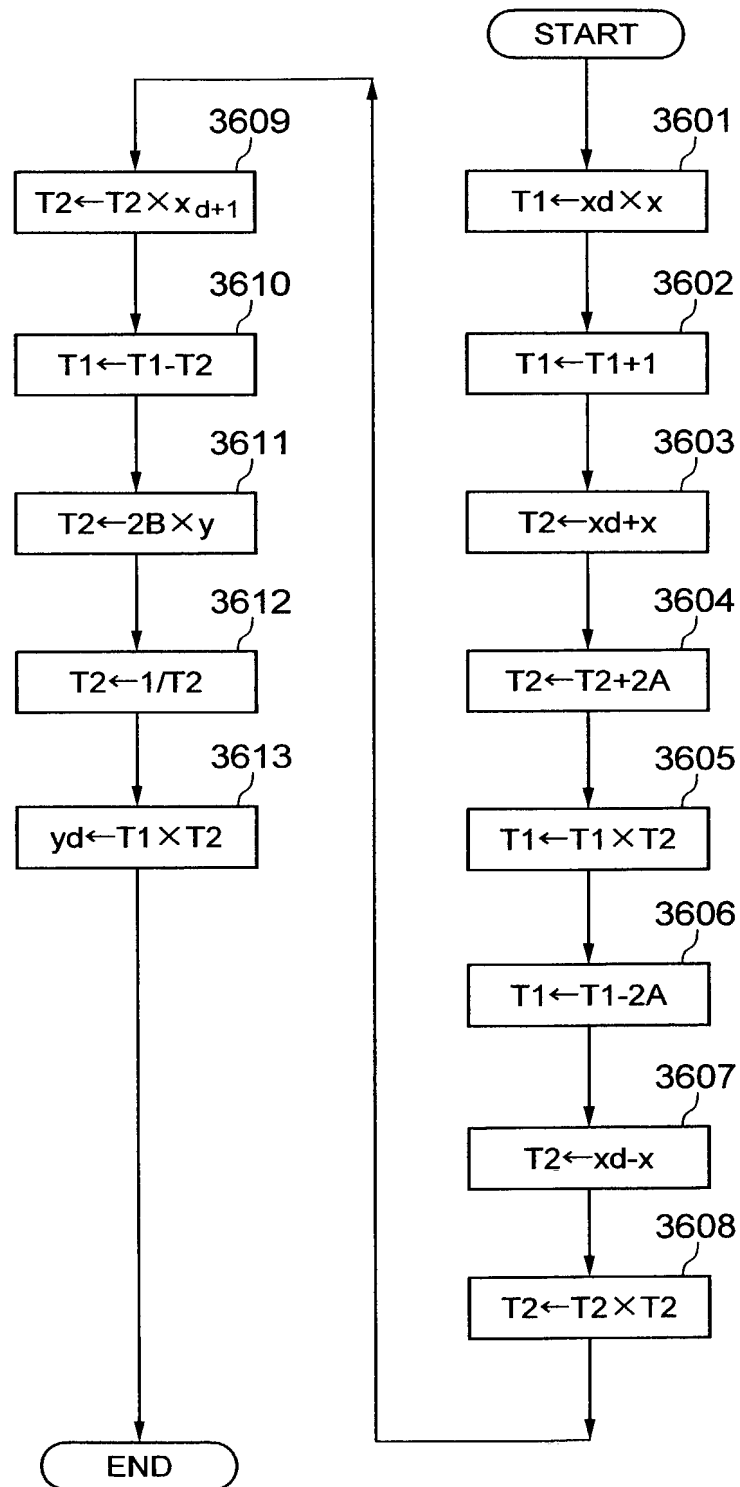 START
3601
T1←xd×x
3602
T1←T1+1
3603
T2←xd+x
3604
T2←T2+2A
3605
T1←T1×T2
3606
T1←T1-2A
3607
T2←xd-x
3608
T2←T2×T2
3609
T2←T2×x_{d+1}
3610
T1←T1-T2
3611
T2←2B×y
3612
T2←1/T2
3613
yd←T1×T2
END